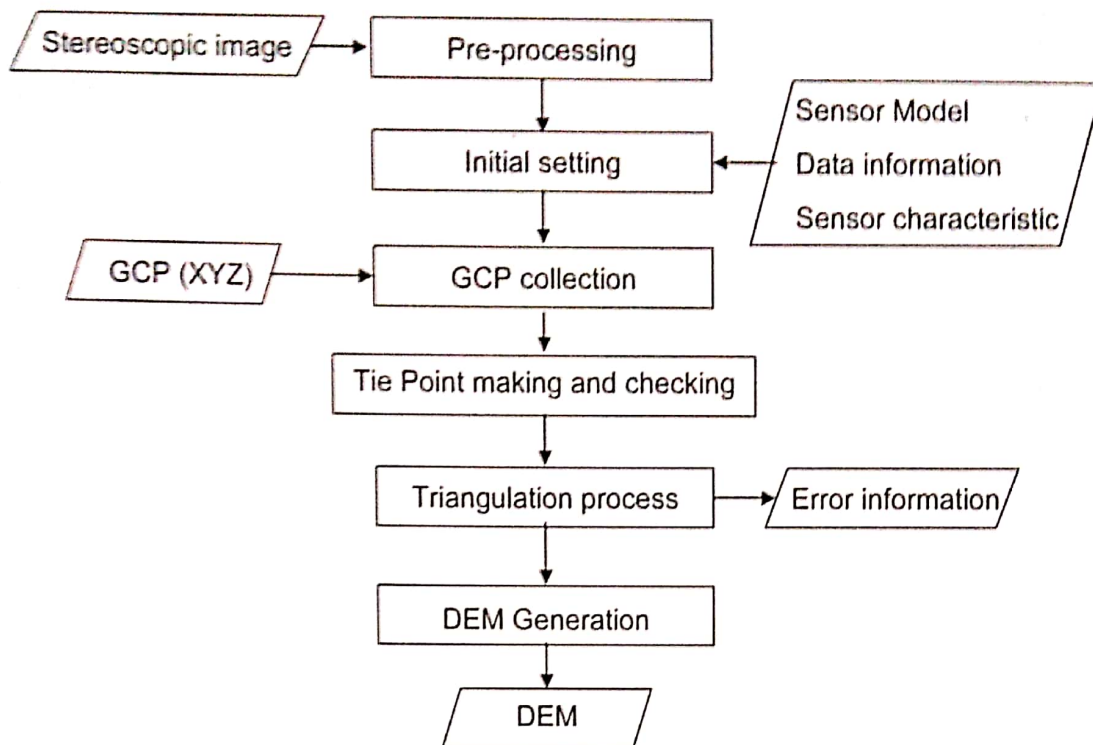 Stereoscopic image
Pre-processing
Sensor Model
Initial setting
Data information
Sensor characteristic
GCP (XYZ)
GCP collection
Tie Point making and checking
Triangulation process
Error information
DEM Generation
DEM